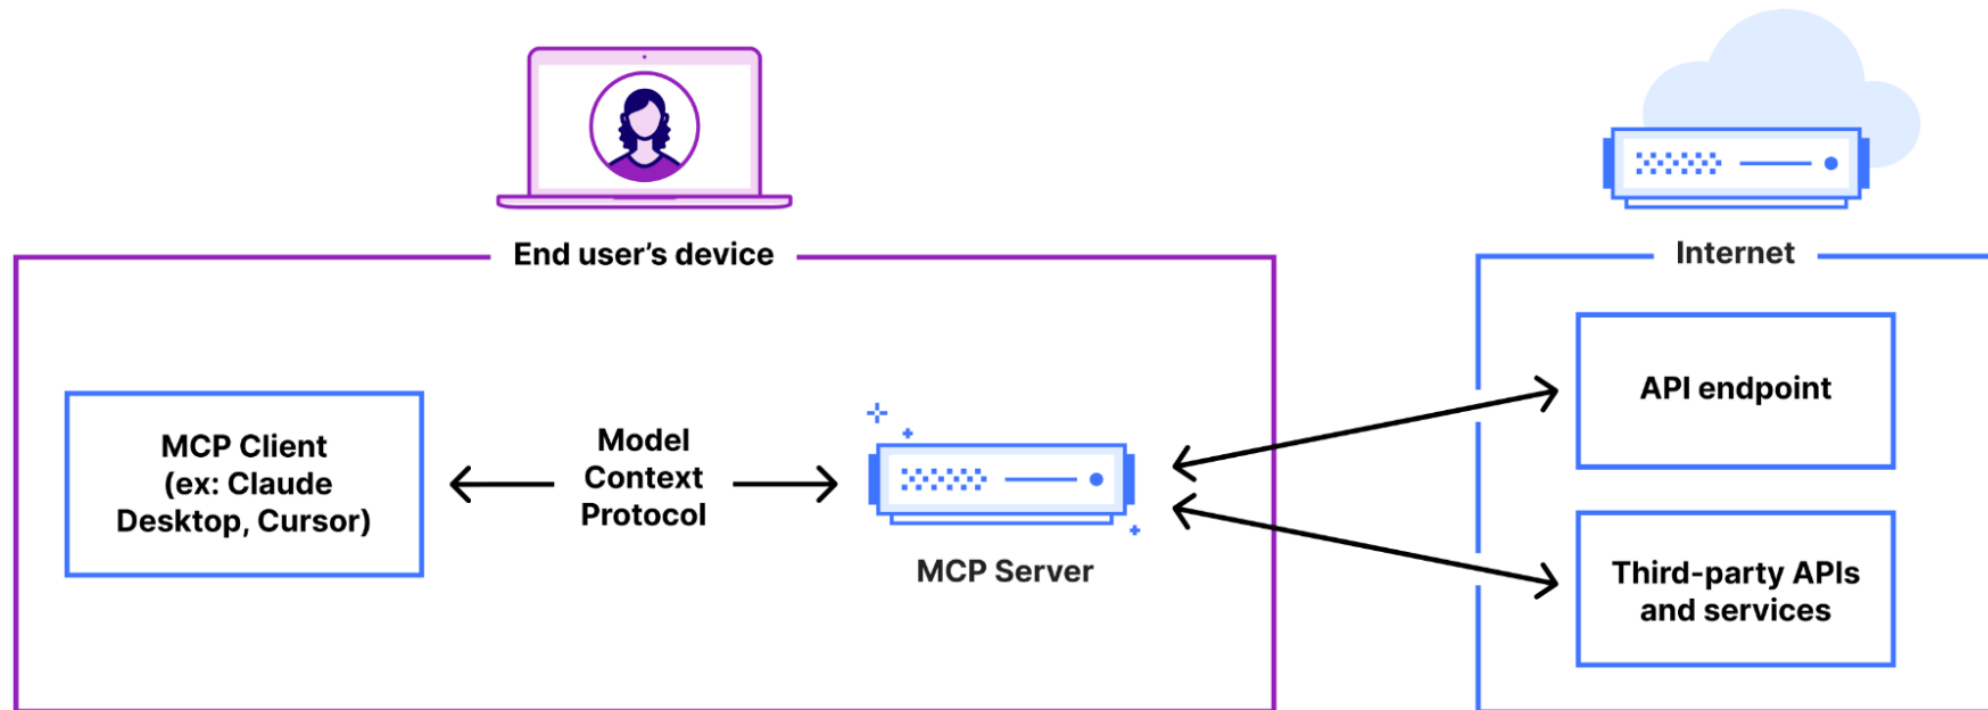 End user’s device
Internet
MCP Client
(ex: Claude
Desktop, Cursor)
Model
Context
Protocol
MCP Server
API endpoint
Third-party APIs
and services